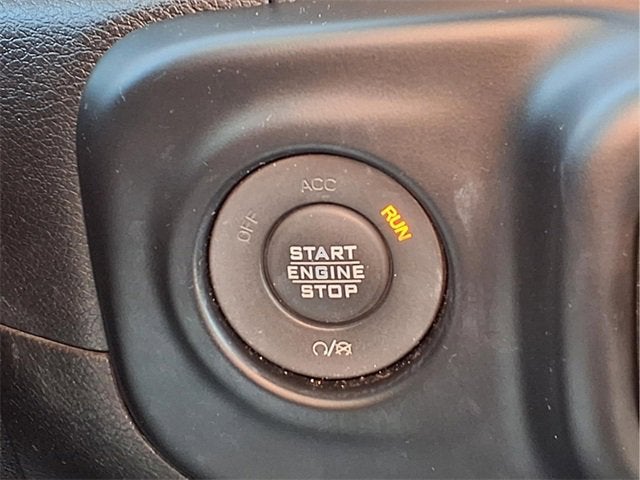 ACC
OFF
RUN
START
ENGINE
STOP